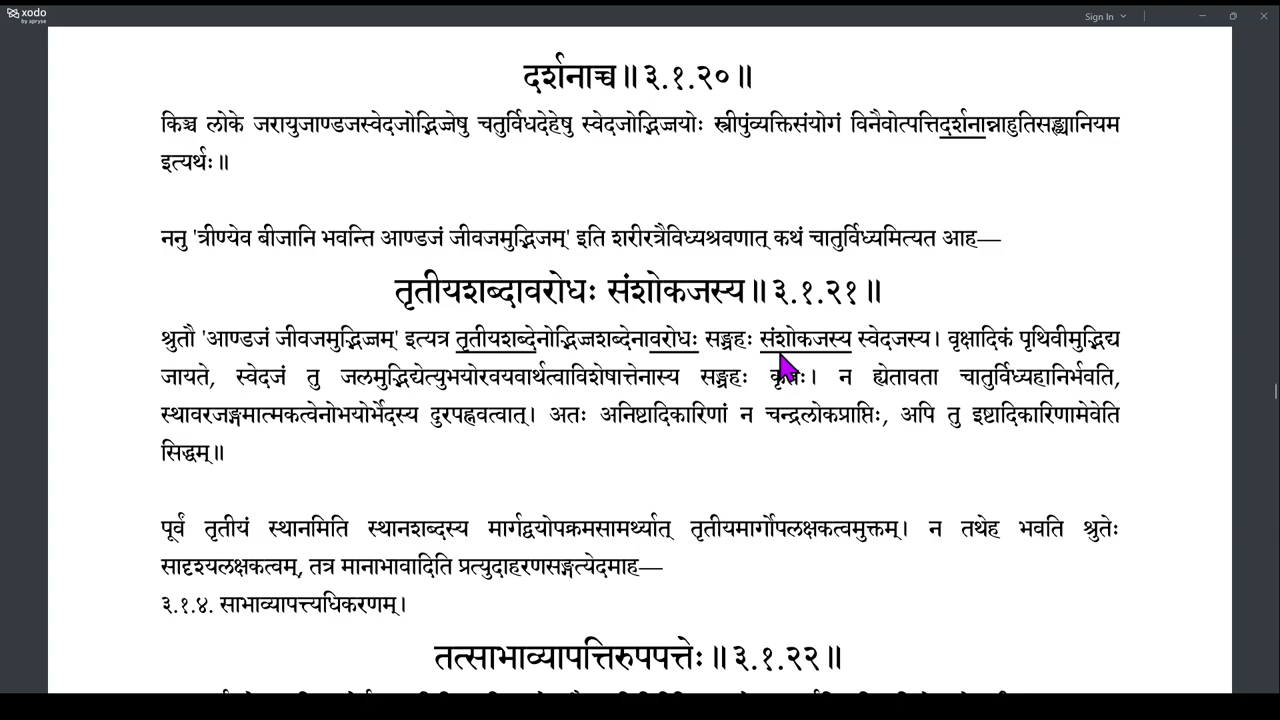 xodo
by apryse
Sign In
दर्शनाच्च॥३.१.२०॥
किञ्च लोके जरायुजाण्डजस्वेदजोद्भिज्जेषु चतुर्विधदेहेषु स्वेदजोद्भिज्जयोः स्त्रीपुंव्यक्तिसंयोगं विनैवोत्पत्तिदर्शनान्नाहुतिसङ्ख्यानियम
इत्यर्थः॥
ननु 'त्रीण्येव बीजानि भवन्ति आण्डजं जीवजमुद्भिजम्' इति शरीरत्रैविध्यश्रवणात् कथं चातुर्विध्यमित्यत आह—
तृतीयशब्दावरोधः संशोकजस्य॥३.१.२१॥
श्रुतौ 'आण्डजं जीवजमुद्भिज्जम्' इत्यत्र तृतीयशब्देनोद्भिज्जशब्देनावरोधः सङ्ग्रहः संशोकजस्य स्वेदजस्य। वृक्षादिकं पृथिवीमुद्भिद्य
जायते, स्वेदजं तु जलमुद्भिद्येत्युभयोरवयवार्थत्वाविशेषात्तेनास्य सङ्ग्रहः कृतः। न ह्येतावता चातुर्विध्यहानिर्भवति,
स्थावरजङ्गमात्मकत्वेनोभयोर्भेदस्य दुरपह्नवत्वात्। अतः अनिष्टादिकारिणां न चन्द्रलोकप्राप्तिः, अपि तु इष्टादिकारिणामेवेति
सिद्धम्॥
पूर्वं तृतीयं स्थानमिति स्थानशब्दस्य मार्गद्वयोपक्रमसामर्थ्यात् तृतीयमार्गोपलक्षकत्वमुक्तम्। न तथेह भवति श्रुतेः
सादृश्यलक्षकत्वम्, तत्र मानाभावादिति प्रत्युदाहरणसङ्गत्येदमाह—
३.१.४. साभाव्यापत्त्यधिकरणम्।
तत्साभाव्यापत्तिरुपपत्तेः॥३.१.२२॥